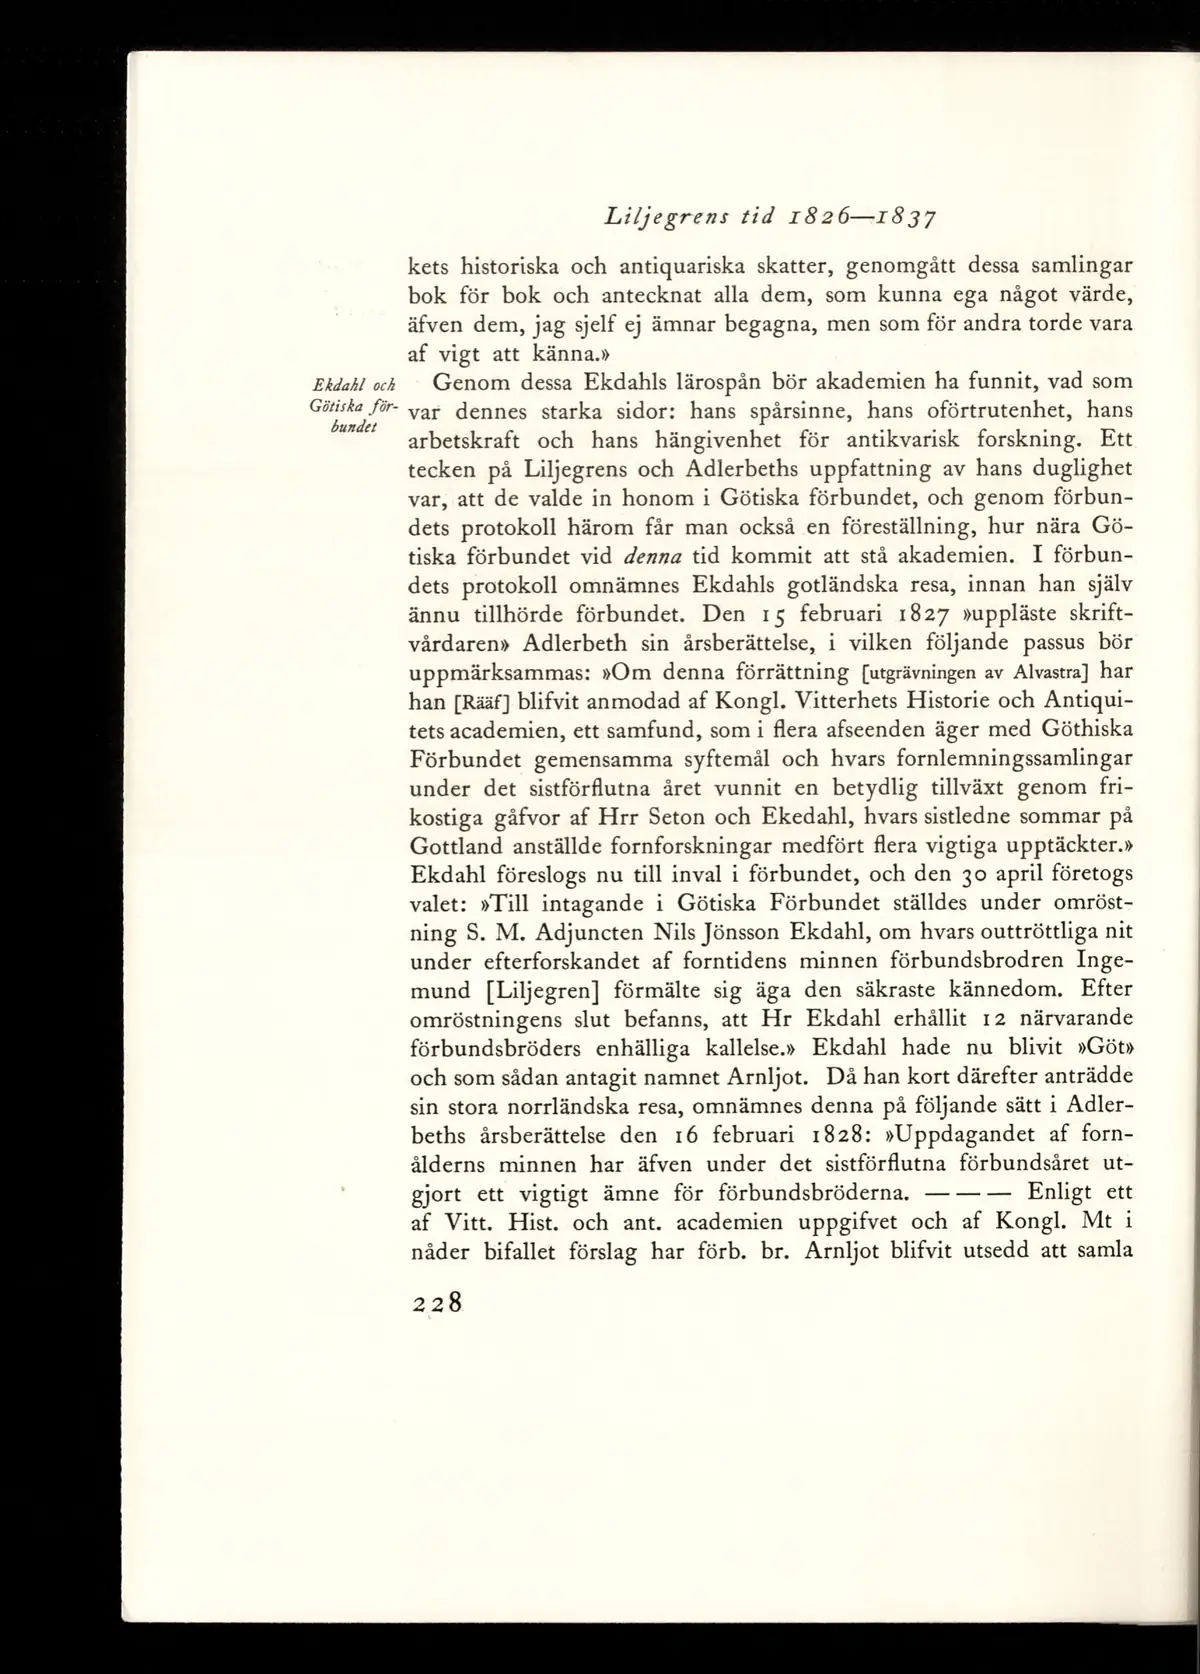 Liljegrens tid 1826—1837
kets historiska och antiquariska skatter, genomgått dessa samlingar
bok för bok och antecknat alla dem, som kunna ega något värde,
äfven dem, jag sjelf ej ämnar begagna, men som för andra torde vara
af vigt att känna.»
Ekdahl och
Götiska för-
bundet
Genom dessa Ekdahls lärospån bör akademien ha funnit, vad som
var dennes starka sidor: hans spårsinne, hans oförtrutenhet, hans
arbetskraft och hans hängivenhet för antikvarisk forskning. Ett
tecken på Liljegrens och Adlerbeths uppfattning av hans duglighet
var, att de valde in honom i Götiska förbundet, och genom förbun-
dets protokoll härom får man också en föreställning, hur nära Gö-
tiska förbundet vid denna tid kommit att stå akademien. I förbun-
dets protokoll omnämnes Ekdahls gotländska resa, innan han själv
ännu tillhörde förbundet. Den 15 februari 1827 »uppläste skrift-
vårdaren» Adlerbeth sin årsberättelse, i vilken följande passus bör
uppmärksammas: »Om denna förrättning [utgrävningen av Alvastra] har
han [Rääf] blifvit anmodad af Kongl. Vitterhets Historie och Antiqui-
tets academien, ett samfund, som i flera afseenden äger med Göthiska
Förbundet gemensamma syftemål och hvars fornlemningssamlingar
under det sistförflutna året vunnit en betydlig tillväxt genom fri-
kostiga gåfvor af Hrr Seton och Ekedahl, hvars sistledne sommar på
Gottland anställde fornforskningar medfört flera vigtiga upptäckter.»
Ekdahl föreslogs nu till inval i förbundet, och den 30 april företogs
valet: »Till intagande i Götiska Förbundet ställdes under omröst-
ning S. M. Adjuncten Nils Jönsson Ekdahl, om hvars outtröttliga nit
under efterforskandet af forntidens minnen förbundsbrodren Inge-
mund [Liljegren] förmälte sig äga den säkraste kännedom. Efter
omröstningens slut befanns, att Hr Ekdahl erhållit 12 närvarande
förbundsbröders enhälliga kallelse.» Ekdahl hade nu blivit »Göt»
och som sådan antagit namnet Arnljot. Då han kort därefter anträdde
sin stora norrländska resa, omnämnes denna på följande sätt i Adler-
beths årsberättelse den 16 februari 1828: »Uppdagandet af forn-
ålderns minnen har äfven under det sistförflutna förbundsåret ut-
gjort ett vigtigt ämne för förbundsbröderna. — — — Enligt ett
af Vitt. Hist. och ant. academien uppgifvet och af Kongl. Mt i
nåder bifallet förslag har förb. br. Arnljot blifvit utsedd att samla
228